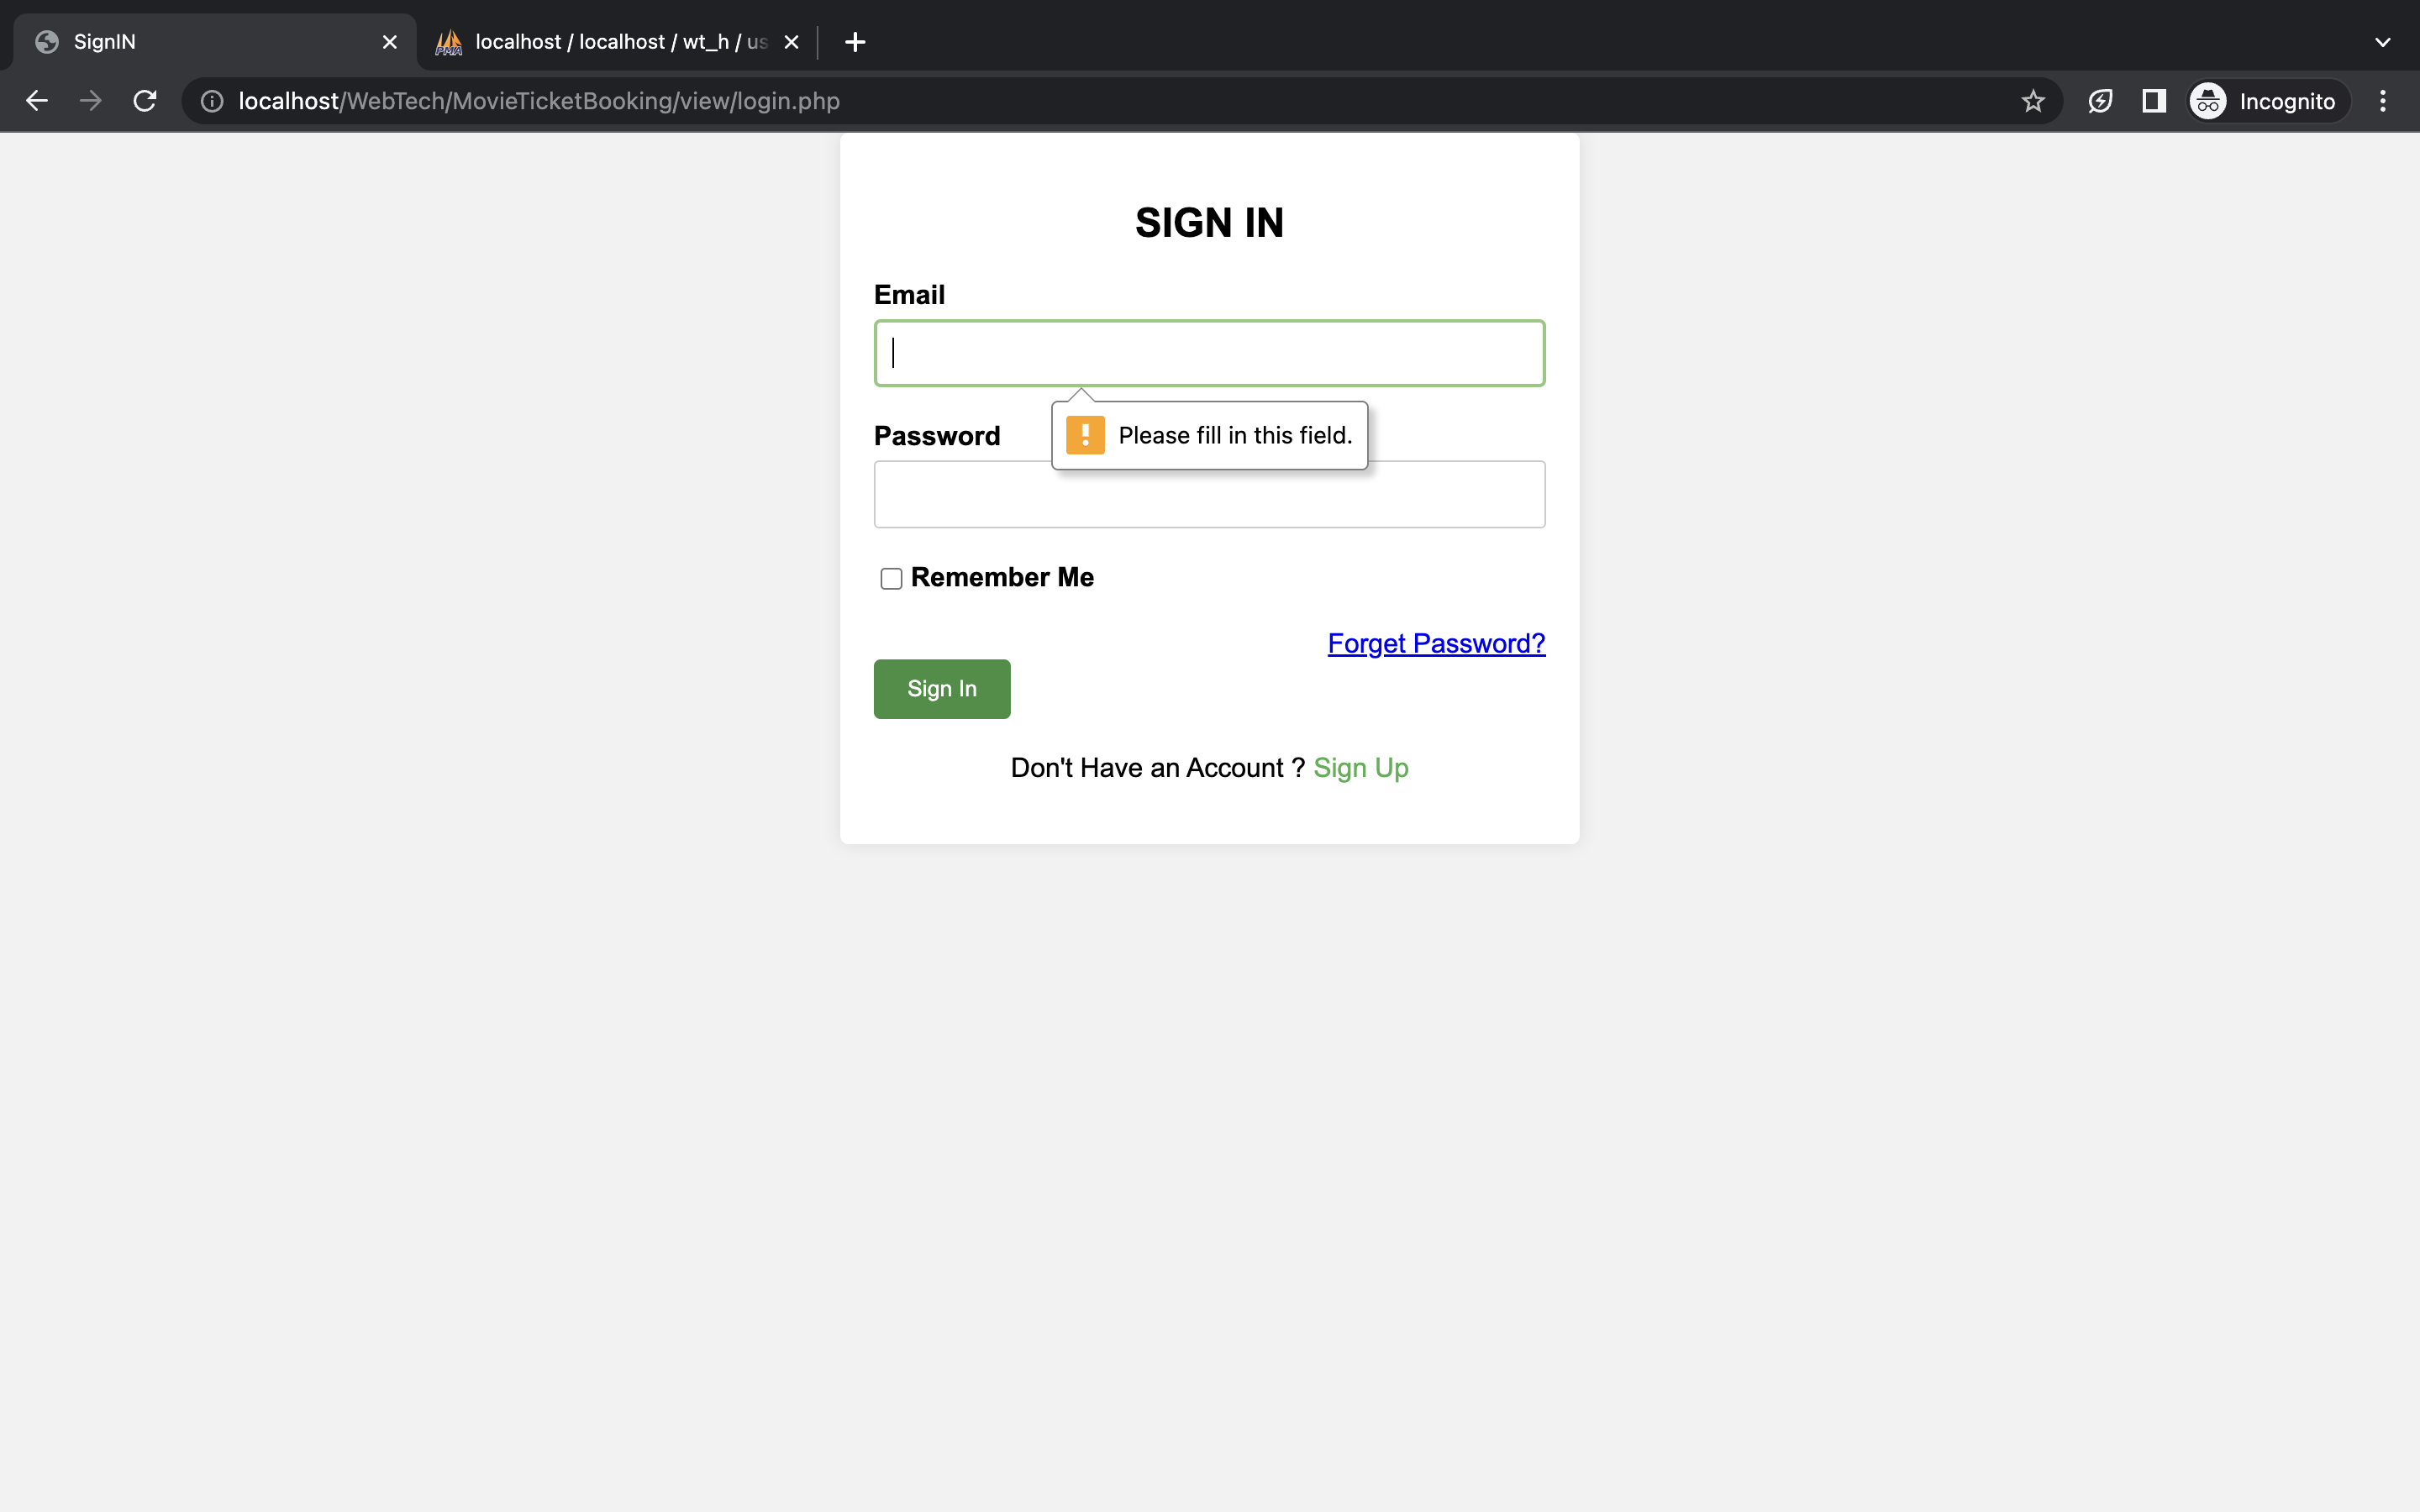 SignIN
localhost / localhost / wt_h / us
localhost/WebTech/MovieTicketBooking/view/login.php
Incognito
SIGN IN
Email
Please fill in this field.
Password
Remember Me
Forget Password?
Sign In
Don't Have an Account ? Sign Up